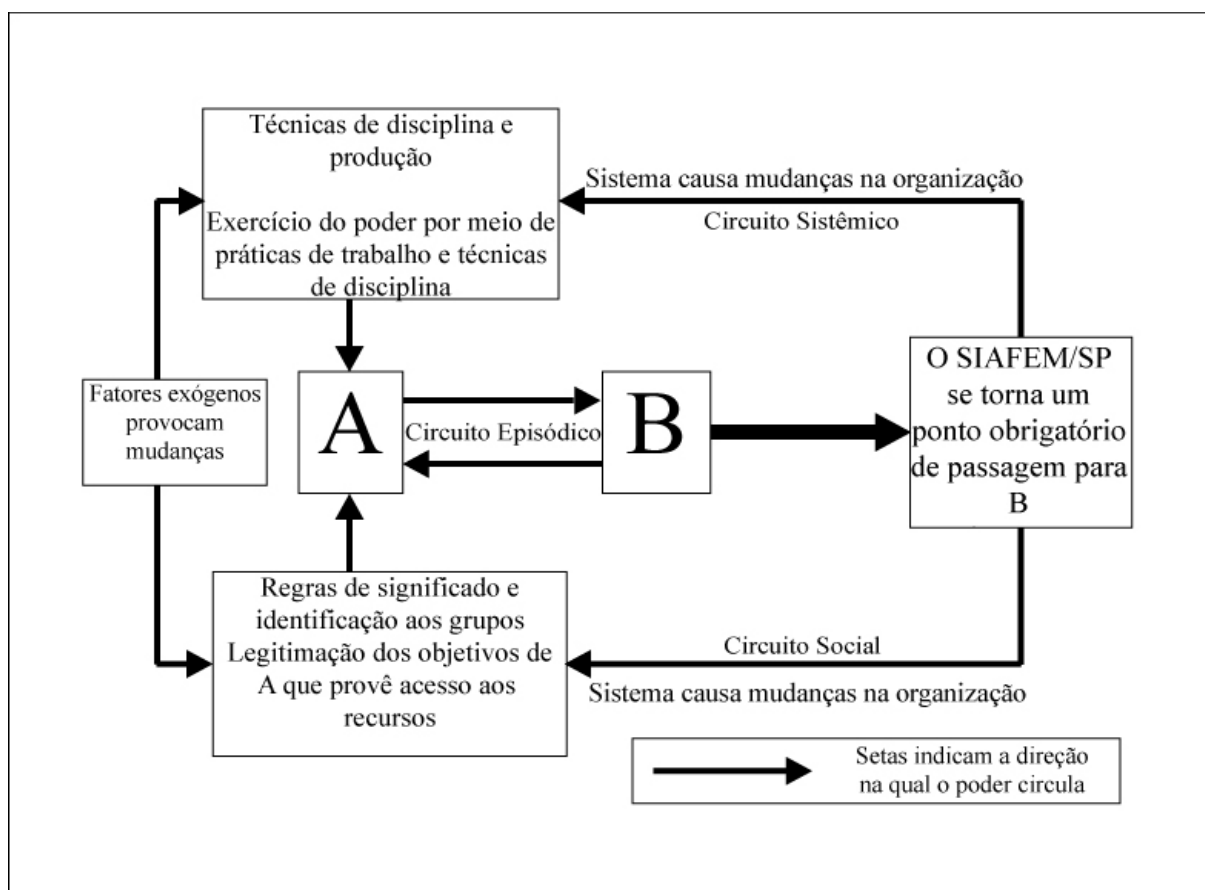 Técnicas de disciplina e
produção
Exercício do poder por meio de
práticas de trabalho e técnicas
de disciplina
Sistema causa mudanças na organização
Circuito Sistêmico
Fatores exógenos
provocam
mudanças
A
Circuito Episódico
B
O SIAFEM/SP
se torna um
ponto obrigatório
de passagem para
B
Regras de significado e
identificação aos grupos
Legitimação dos objetivos de
A que provê acesso aos
recursos
Circuito Social
Sistema causa mudanças na organização
Setas indicam a direção
na qual o poder circula